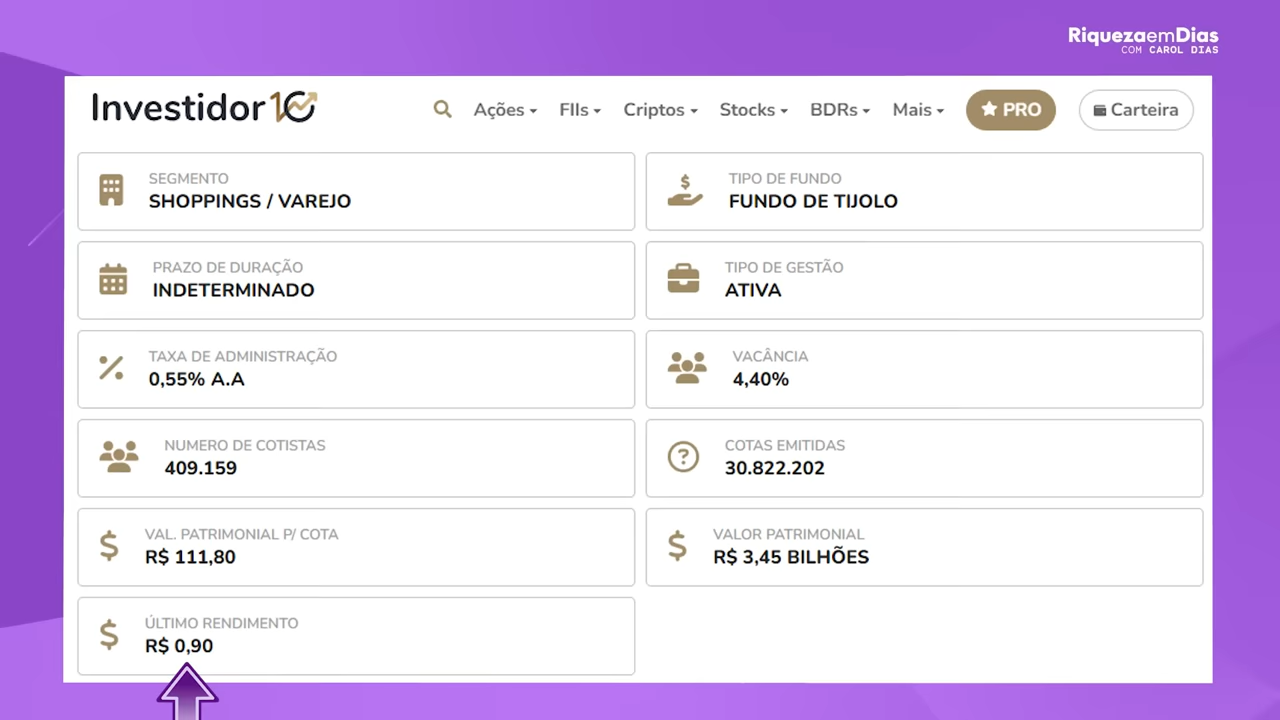 RiquezaemDias
COM CAROL DIAS
Investidor 10
Ações
FIIs
Criptos
Stocks
BDRs
Mais
PRO
Carteira
SEGMENTO
SHOPPINGS / VAREJO
TIPO DE FUNDO
FUNDO DE TIJOLO
PRAZO DE DURAÇÃO
INDETERMINADO
TIPO DE GESTÃO
ATIVA
TAXA DE ADMINISTRAÇÃO
0,55% A.A
VACÂNCIA
4,40%
NUMERO DE COTISTAS
409.159
COTAS EMITIDAS
30.822.202
VAL. PATRIMONIAL P/ COTA
R$ 111,80
VALOR PATRIMONIAL
R$ 3,45 BILHÕES
ÚLTIMO RENDIMENTO
R$ 0,90